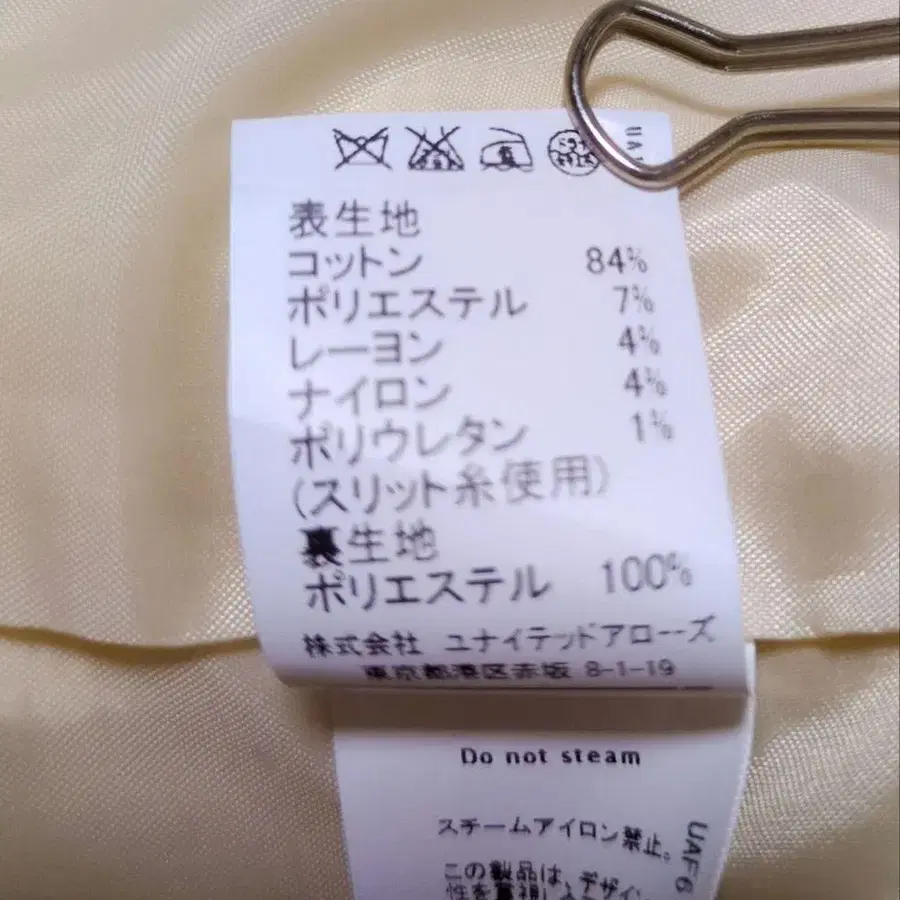 表生地
コットン 84%
ポリエステル 7%
レーヨン 4%
ナイロン 4%
ポリウレタン 1%
(スリット糸使用)
裏生地
ポリエステル 100%
株式会社 ユナイテッドアローズ
東京都港区赤坂 8-1-19
Do not steam
スチームアイロン禁止。
この製品は、デザイン
UAF6